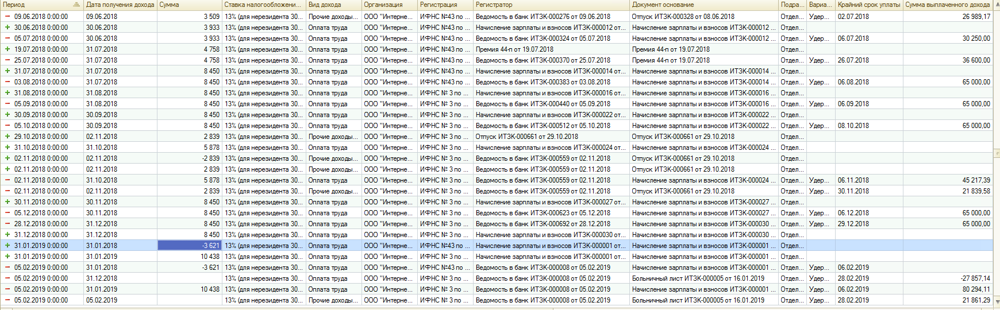 Период Дата получения дохода Сумма Ставка налогообложени... Вид дохода Организация Регистрация Регистратор Документ основание Подра... Вариа... Крайний срок уплаты Сумма выплаченного дохода
09.06.2018 0:00:00 09.06.2018 3 509 13% (для нерезидента 30... Прочие доходы... ООО "Интерне... ИФНС №43 по ... Ведомость в банк ИТЗК-000276 от 09.06.2018 Отпуск ИТЗК-000328 от 08.06.2018 Отдел... Удер... 02.07.2018 26 989,17
30.06.2018 0:00:00 30.06.2018 3 933 13% (для нерезидента 30... Оплата труда ООО "Интерне... ИФНС №43 по ... Начисление зарплаты и взносов ИТЗК-000012 от... Начисление зарплаты и взносов ИТЗК-000012 ... Отдел...
05.07.2018 0:00:00 30.06.2018 3 933 13% (для нерезидента 30... Оплата труда ООО "Интерне... ИФНС №43 по ... Ведомость в банк ИТЗК-000324 от 05.07.2018 Начисление зарплаты и взносов ИТЗК-000012 ... Отдел... Удер... 06.07.2018 30 250,00
19.07.2018 0:00:00 31.07.2018 4 758 13% (для нерезидента 30... Оплата труда ООО "Интерне... ИФНС №43 по ... Премия 44-п от 19.07.2018 Премия 44-п от 19.07.2018 Отдел...
25.07.2018 0:00:00 31.07.2018 4 758 13% (для нерезидента 30... Оплата труда ООО "Интерне... ИФНС №43 по ... Ведомость в банк ИТЗК-000370 от 25.07.2018 Премия 44-п от 19.07.2018 Отдел... Удер... 26.07.2018 36 600,00
31.07.2018 0:00:00 31.07.2018 8 450 13% (для нерезидента 30... Оплата труда ООО "Интерне... ИФНС №43 по ... Начисление зарплаты и взносов ИТЗК-000014 от... Начисление зарплаты и взносов ИТЗК-000014 ... Отдел...
03.08.2018 0:00:00 31.07.2018 8 450 13% (для нерезидента 30... Оплата труда ООО "Интерне... ИФНС №43 по ... Ведомость в банк ИТЗК-000383 от 03.08.2018 Начисление зарплаты и взносов ИТЗК-000014 ... Отдел... Удер... 06.08.2018 65 000,00
31.08.2018 0:00:00 31.08.2018 8 450 13% (для нерезидента 30... Оплата труда ООО "Интерне... ИФНС № 3 по ... Начисление зарплаты и взносов ИТЗК-000016 от... Начисление зарплаты и взносов ИТЗК-000016 ... Отдел...
05.09.2018 0:00:00 31.08.2018 8 450 13% (для нерезидента 30... Оплата труда ООО "Интерне... ИФНС № 3 по ... Ведомость в банк ИТЗК-000440 от 05.09.2018 Начисление зарплаты и взносов ИТЗК-000016 ... Отдел... Удер... 06.09.2018 65 000,00
30.09.2018 0:00:00 30.09.2018 8 450 13% (для нерезидента 30... Оплата труда ООО "Интерне... ИФНС № 3 по ... Начисление зарплаты и взносов ИТЗК-000022 от... Начисление зарплаты и взносов ИТЗК-000022 ... Отдел...
05.10.2018 0:00:00 30.09.2018 8 450 13% (для нерезидента 30... Оплата труда ООО "Интерне... ИФНС № 3 по ... Ведомость в банк ИТЗК-000512 от 05.10.2018 Начисление зарплаты и взносов ИТЗК-000022 ... Отдел... Удер... 08.10.2018 65 000,00
29.10.2018 0:00:00 02.11.2018 2 839 13% (для нерезидента 30... Прочие доходы... ООО "Интерне... ИФНС № 3 по ... Отпуск ИТЗК-000661 от 29.10.2018 Отпуск ИТЗК-000661 от 29.10.2018 Отдел...
31.10.2018 0:00:00 31.10.2018 5 878 13% (для нерезидента 30... Оплата труда ООО "Интерне... ИФНС № 3 по ... Начисление зарплаты и взносов ИТЗК-000024 от... Начисление зарплаты и взносов ИТЗК-000024 ... Отдел...
02.11.2018 0:00:00 02.11.2018 -2 839 13% (для нерезидента 30... Прочие доходы... ООО "Интерне... ИФНС № 3 по ... Ведомость в банк ИТЗК-000559 от 02.11.2018 Отпуск ИТЗК-000661 от 29.10.2018 Отдел...
02.11.2018 0:00:00 02.11.2018 2 839 13% (для нерезидента 30... Прочие доходы... ООО "Интерне... ИФНС № 3 по ... Ведомость в банк ИТЗК-000559 от 02.11.2018 Отпуск ИТЗК-000661 от 29.10.2018 Отдел...
02.11.2018 0:00:00 31.10.2018 5 878 13% (для нерезидента 30... Оплата труда ООО "Интерне... ИФНС № 3 по ... Ведомость в банк ИТЗК-000559 от 02.11.2018 Начисление зарплаты и взносов ИТЗК-000024 ... Отдел... Удер... 06.11.2018 45 217,39
02.11.2018 0:00:00 02.11.2018 2 839 13% (для нерезидента 30... Прочие доходы... ООО "Интерне... ИФНС № 3 по ... Ведомость в банк ИТЗК-000559 от 02.11.2018 Отпуск ИТЗК-000661 от 29.10.2018 Отдел... Удер... 30.11.2018 21 839,58
30.11.2018 0:00:00 30.11.2018 8 450 13% (для нерезидента 30... Оплата труда ООО "Интерне... ИФНС № 3 по ... Начисление зарплаты и взносов ИТЗК-000027 от... Начисление зарплаты и взносов ИТЗК-000027 ... Отдел...
05.12.2018 0:00:00 30.11.2018 8 450 13% (для нерезидента 30... Оплата труда ООО "Интерне... ИФНС № 3 по ... Ведомость в банк ИТЗК-000623 от 05.12.2018 Начисление зарплаты и взносов ИТЗК-000027 ... Отдел... Удер... 06.12.2018 65 000,00
28.12.2018 0:00:00 31.12.2018 8 450 13% (для нерезидента 30... Оплата труда ООО "Интерне... ИФНС № 3 по ... Ведомость в банк ИТЗК-000692 от 28.12.2018 Начисление зарплаты и взносов ИТЗК-000030 ... Отдел... Удер... 29.12.2018 65 000,00
31.12.2018 0:00:00 31.12.2018 8 450 13% (для нерезидента 30... Оплата труда ООО "Интерне... ИФНС № 3 по ... Начисление зарплаты и взносов ИТЗК-000030 от... Начисление зарплаты и взносов ИТЗК-000030 ... Отдел...
31.01.2019 0:00:00 31.01.2018 -3 621 13% (для нерезидента 30... Оплата труда ООО "Интерне... ИФНС №43 по ... Начисление зарплаты и взносов ИТЗК-000001 от... Начисление зарплаты и взносов ИТЗК-000001 ... Отдел...
31.01.2019 0:00:00 31.01.2019 10 438 13% (для нерезидента 30... Оплата труда ООО "Интерне... ИФНС № 3 по ... Начисление зарплаты и взносов ИТЗК-000001 от... Начисление зарплаты и взносов ИТЗК-000001 ... Отдел...
05.02.2019 0:00:00 31.01.2018 -3 621 13% (для нерезидента 30... Оплата труда ООО "Интерне... ИФНС №43 по ... Ведомость в банк ИТЗК-000008 от 05.02.2019 Начисление зарплаты и взносов ИТЗК-000001 ... Отдел... Удер... 06.02.2019
05.02.2019 0:00:00 31.12.2018 13% (для нерезидента 30... Оплата труда ООО "Интерне... ИФНС № 3 по ... Ведомость в банк ИТЗК-000008 от 05.02.2019 Больничный лист ИТЗК-000005 от 16.01.2019 Отдел... Удер... 28.02.2019 -27 857,14
05.02.2019 0:00:00 31.01.2019 10 438 13% (для нерезидента 30... Оплата труда ООО "Интерне... ИФНС № 3 по ... Ведомость в банк ИТЗК-000008 от 05.02.2019 Начисление зарплаты и взносов ИТЗК-000001 ... Отдел... Удер... 06.02.2019 80 294,11
05.02.2019 0:00:00 05.02.2019 13% (для нерезидента 30... Прочие доходы... ООО "Интерне... ИФНС № 3 по ... Ведомость в банк ИТЗК-000008 от 05.02.2019 Больничный лист ИТЗК-000005 от 16.01.2019 Отдел... Удер... 28.02.2019 21 861,29